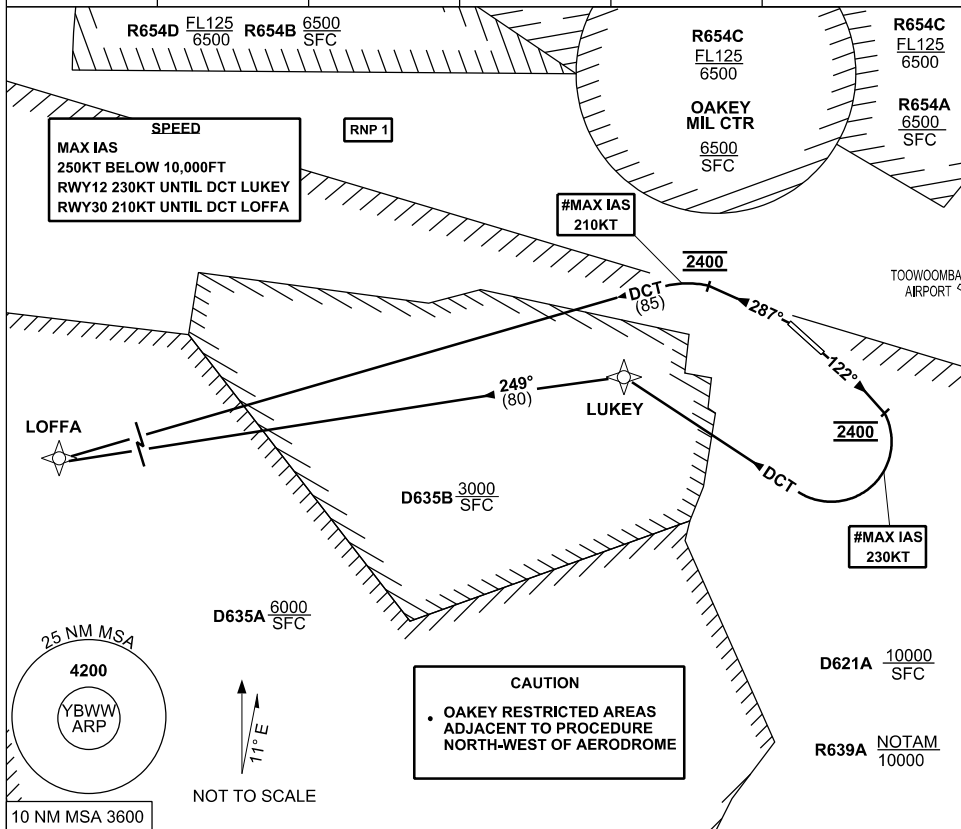 R654D FL125 6500 R654B 6500 SFC
R654C
FL125
6500
OAKEY
MIL CTR
6500
SFC
R654C
FL125
6500
R654A
6500
SFC
SPEED
MAX IAS
250KT BELOW 10,000FT
RWY12 230KT UNTIL DCT LUKEY
RWY30 210KT UNTIL DCT LOFFA
RNP 1
#MAX IAS
210KT
2400
TOOWOOMBA
AIRPORT
DCT
(85)
287°
122°
249°
(80)
LUKEY
LOFFA
2400
DCT
D635B 3000 SFC
#MAX IAS
230KT
D635A 6000 SFC
25 NM MSA
4200
YBWW
ARP
11° E
NOT TO SCALE
CAUTION
• OAKEY RESTRICTED AREAS
ADJACENT TO PROCEDURE
NORTH-WEST OF AERODROME
D621A 10000 SFC
R639A NOTAM 10000
10 NM MSA 3600